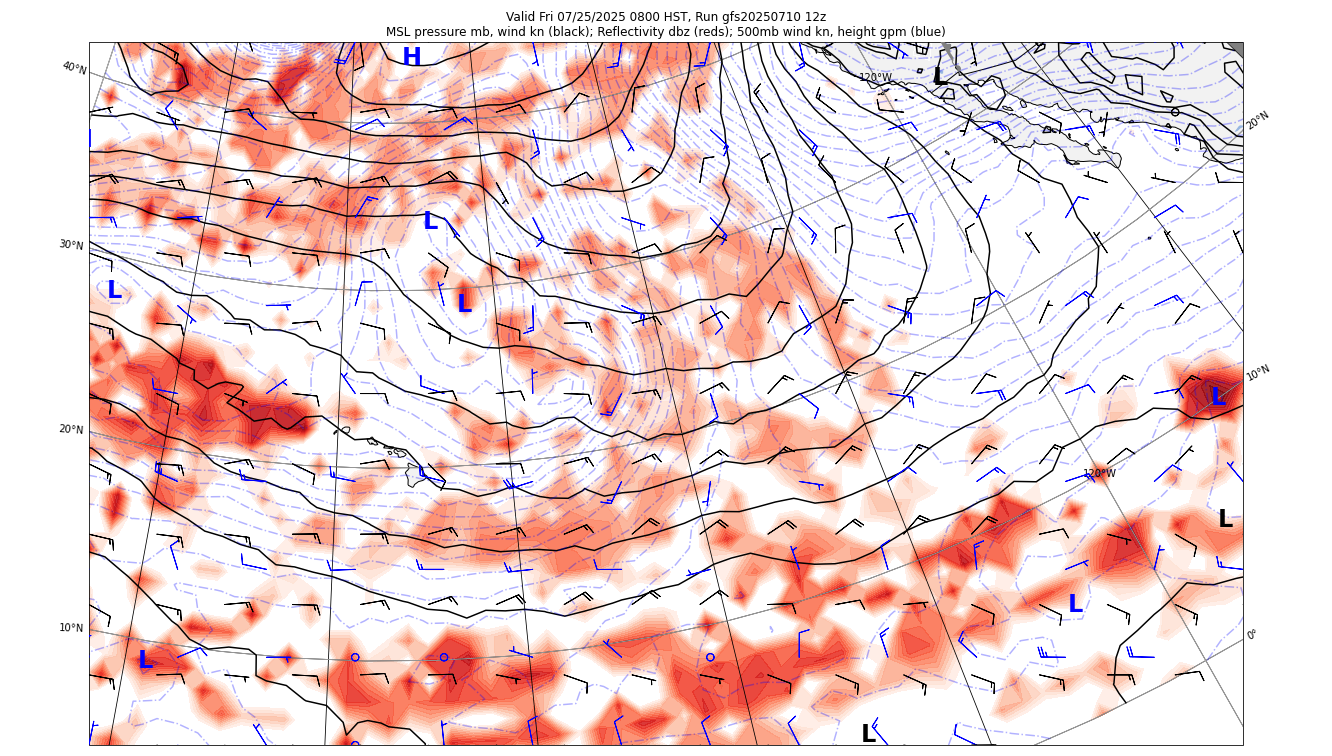 Valid Fri 07/25/2025 0800 HST, Run gfs20250710 12z
MSL pressure mb, wind kn (black); Reflectivity dbz (reds); 500mb wind kn, height gpm (blue)
H
40°N
120°W
L
20°N
L
30°N
L
L
10°N
L
20°N
120°W
L
L
10°N
0°
L
L